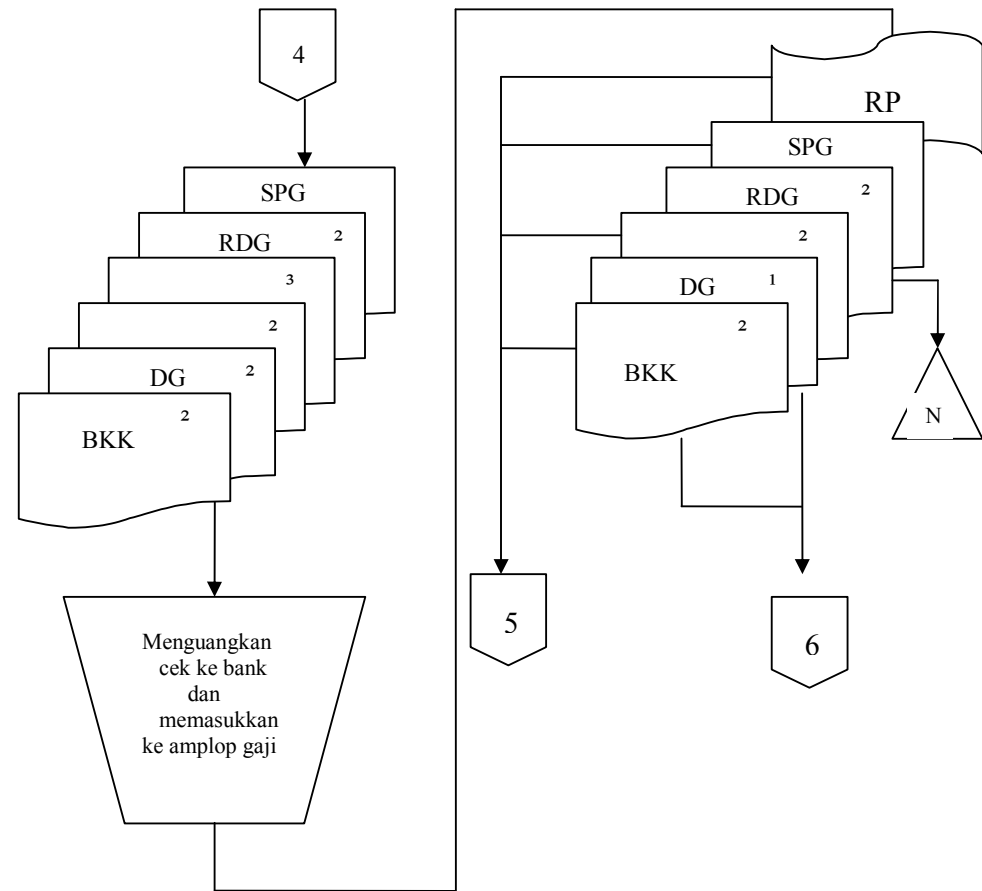 4
SPG
RDG 2
3
2
DG 2
BKK 2
Menguangkan
cek ke bank
dan
memasukkan
ke amplop gaji
RP
SPG
RDG 2
2
DG 1
BKK 2
N
5
6